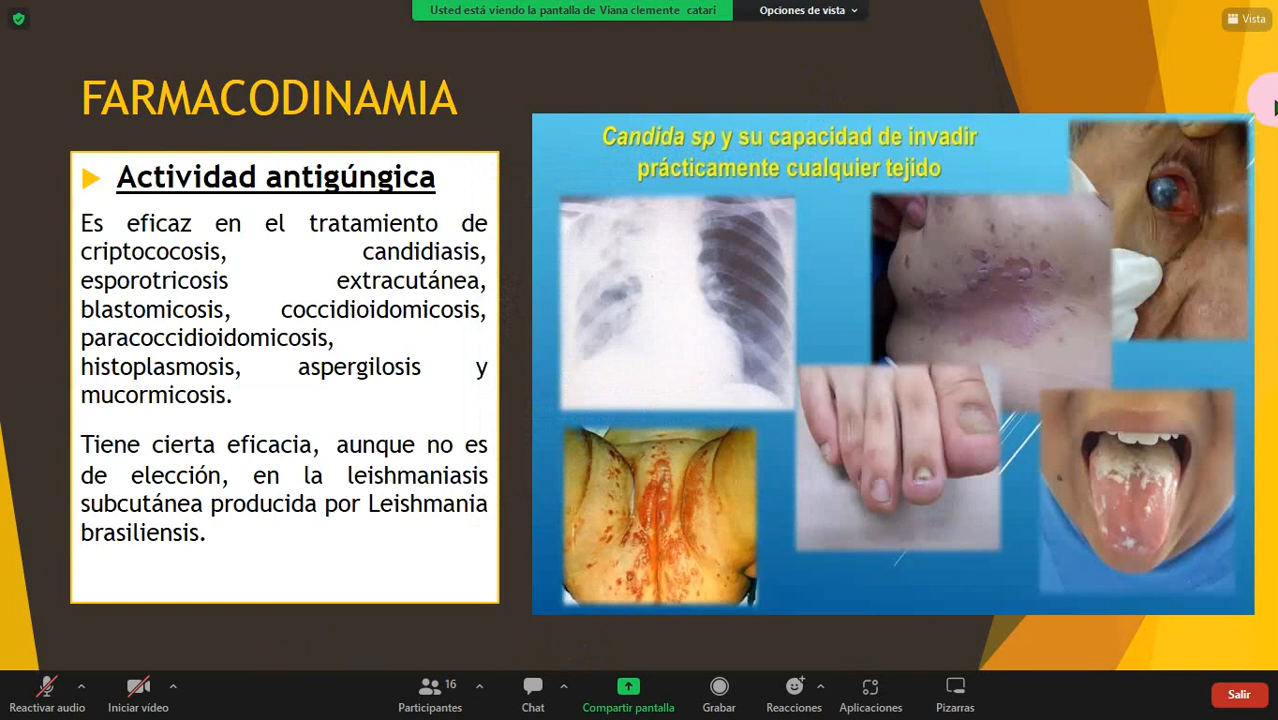 Usted está viendo la pantalla de Viana clemente catari
Opciones de vista
Vista
FARMACODINAMIA
Actividad antigúngica
Es eficaz en el tratamiento de
criptococosis, candidiasis,
esporotricosis extracutánea,
blastomicosis, coccidioidomicosis,
paracoccidioidomicosis,
histoplasmosis, aspergilosis y
mucormicosis.
Tiene cierta eficacia, aunque no es
de elección, en la leishmaniasis
subcutánea producida por Leishmania
brasiliensis.
Candida sp y su capacidad de invadir
prácticamente cualquier tejido
Reactivar audio
Iniciar vídeo
16
Participantes
Chat
Compartir pantalla
Grabar
Reacciones
Aplicaciones
Pizarras
Salir